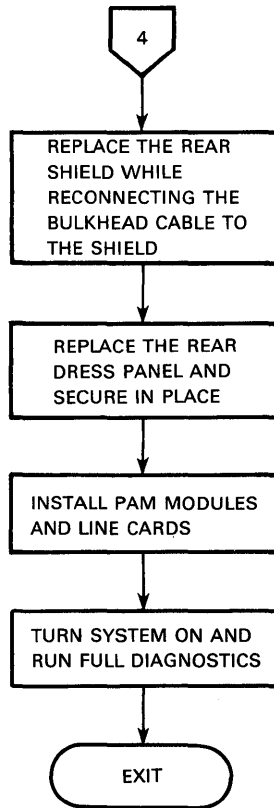 4
REPLACE THE REAR
SHIELD WHILE
RECONNECTING THE
BULKHEAD CABLE TO
THE SHIELD
REPLACE THE REAR
DRESS PANEL AND
SECURE IN PLACE
INSTALL PAM MODULES
AND LINE CARDS
TURN SYSTEM ON AND
RUN FULL DIAGNOSTICS
EXIT